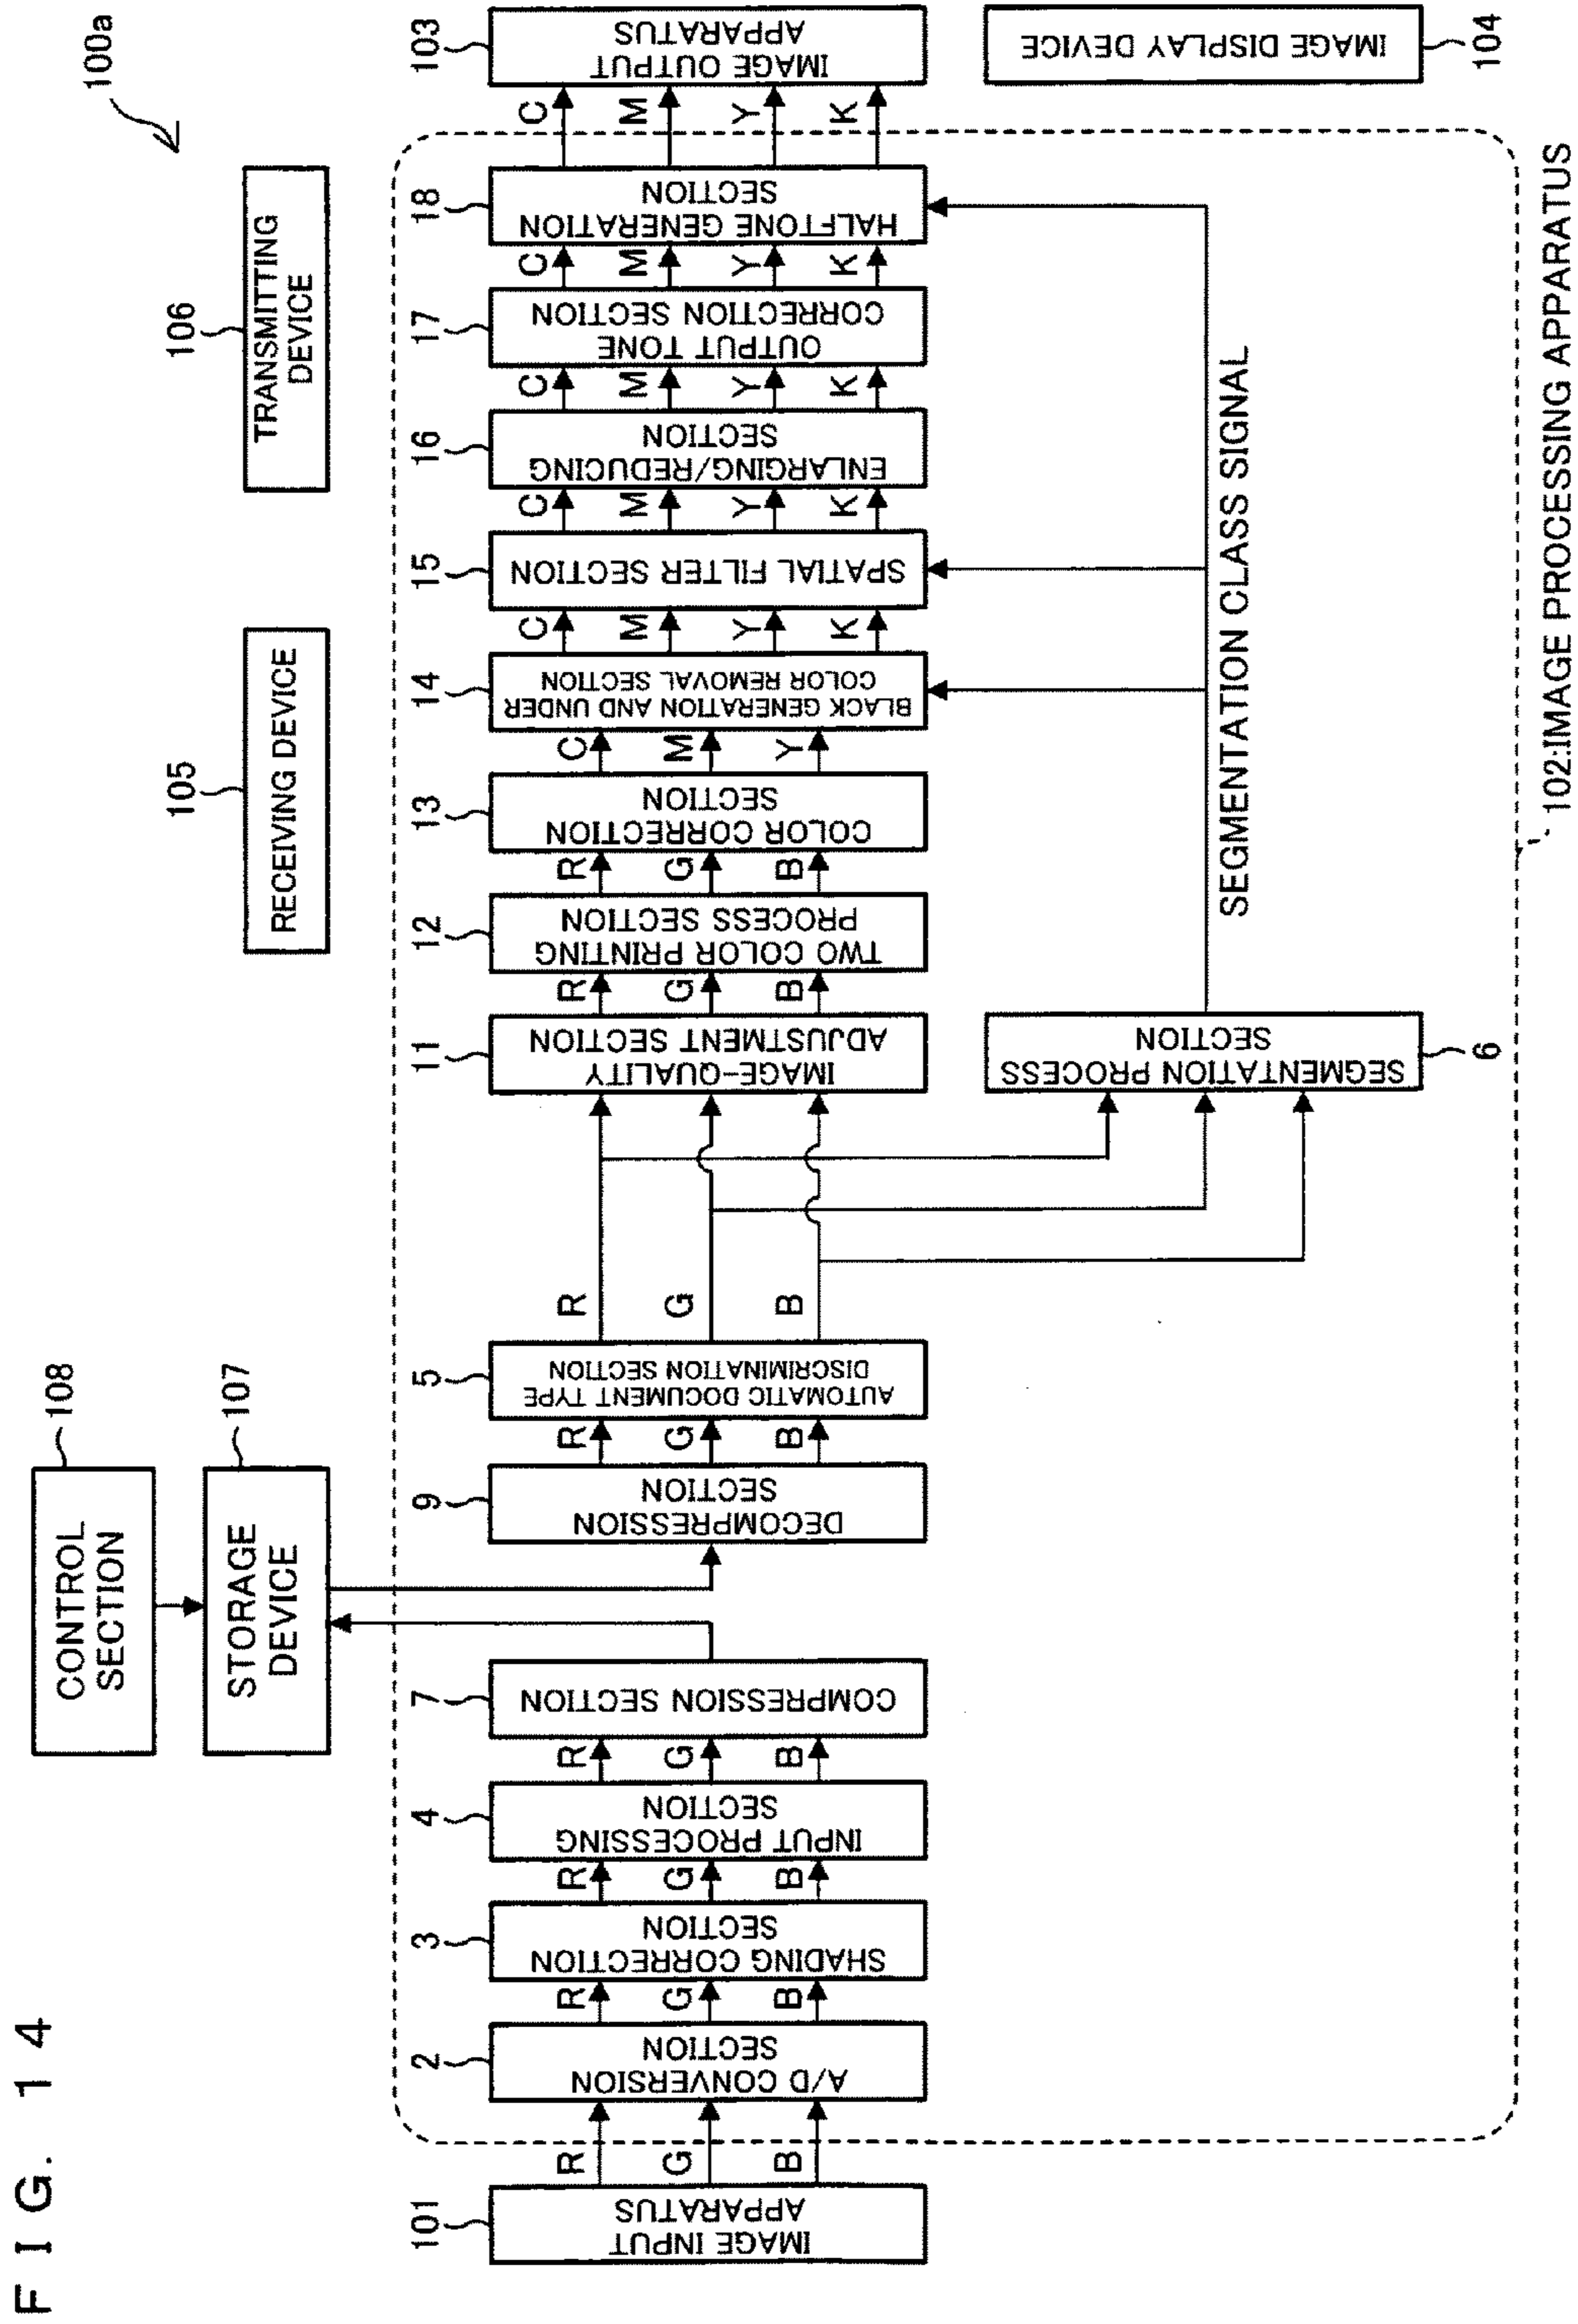 FIG. 14
100a
CONTROL
SECTION
108
STORAGE
DEVICE
107
RECEIVING DEVICE
105
TRANSMITTING
DEVICE
106
IMAGE INPUT
APPARATUS
101
R
G
B
A/D CONVERSION
SECTION
2
R
G
B
SHADING CORRECTION
SECTION
3
R
G
B
INPUT PROCESSING
SECTION
4
R
G
B
COMPRESSION SECTION
7
DECOMPRESSION
SECTION
9
R
G
B
AUTOMATIC DOCUMENT TYPE
DISCRIMINATION SECTION
5
R
G
B
IMAGE-QUALITY
ADJUSTMENT SECTION
11
R
G
B
TWO COLOR PRINTING
PROCESS SECTION
12
R
G
B
COLOR CORRECTION
SECTION
13
C
M
Y
BLACK GENERATION AND UNDER
COLOR REMOVAL SECTION
14
C
M
Y
K
SPATIAL FILTER SECTION
15
C
M
Y
K
ENLARGING/REDUCING
SECTION
16
C
M
Y
K
OUTPUT TONE
CORRECTION SECTION
17
C
M
Y
K
HALFTONE GENERATION
SECTION
18
C
M
Y
K
IMAGE OUTPUT
APPARATUS
103
SEGMENTATION PROCESS
SECTION
6
SEGMENTATION CLASS SIGNAL
IMAGE DISPLAY DEVICE
104
102:IMAGE PROCESSING APPARATUS